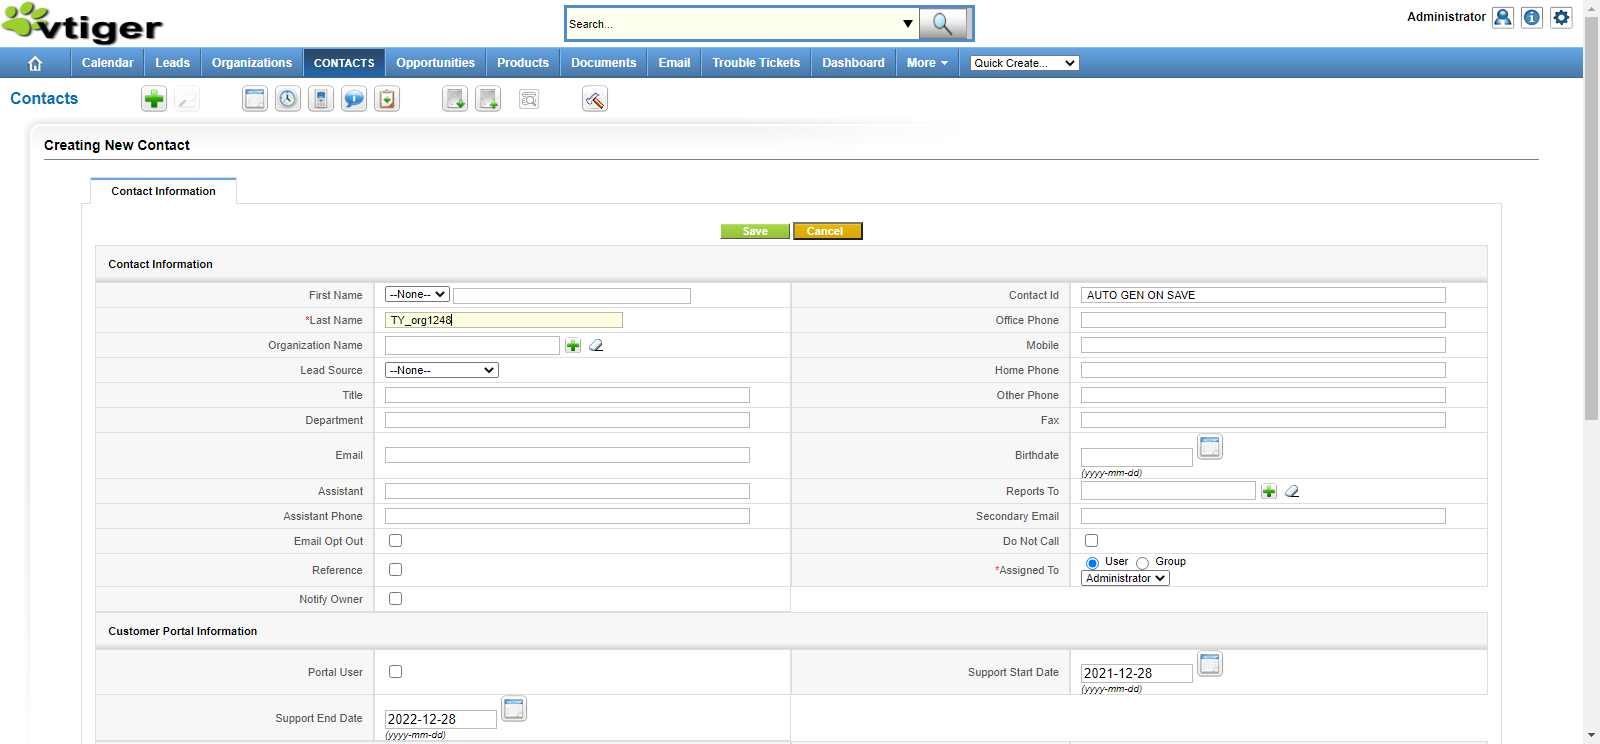 vtiger
Search...
Administrator
Calendar Leads Organizations CONTACTS Opportunities Products Documents Email Trouble Tickets Dashboard More Quick Create...
Contacts
Creating New Contact
Contact Information
Save Cancel
Contact Information
First Name --None-- Contact Id AUTO GEN ON SAVE
*Last Name TY_org1248 Office Phone
Organization Name Mobile
Lead Source --None-- Home Phone
Title Other Phone
Department Fax
Email Birthdate
(yyyy-mm-dd)
Assistant Reports To
Assistant Phone Secondary Email
Email Opt Out Do Not Call
Reference *Assigned To User Group
Administrator
Notify Owner
Customer Portal Information
Portal User Support Start Date 2021-12-28
(yyyy-mm-dd)
Support End Date 2022-12-28
(yyyy-mm-dd)